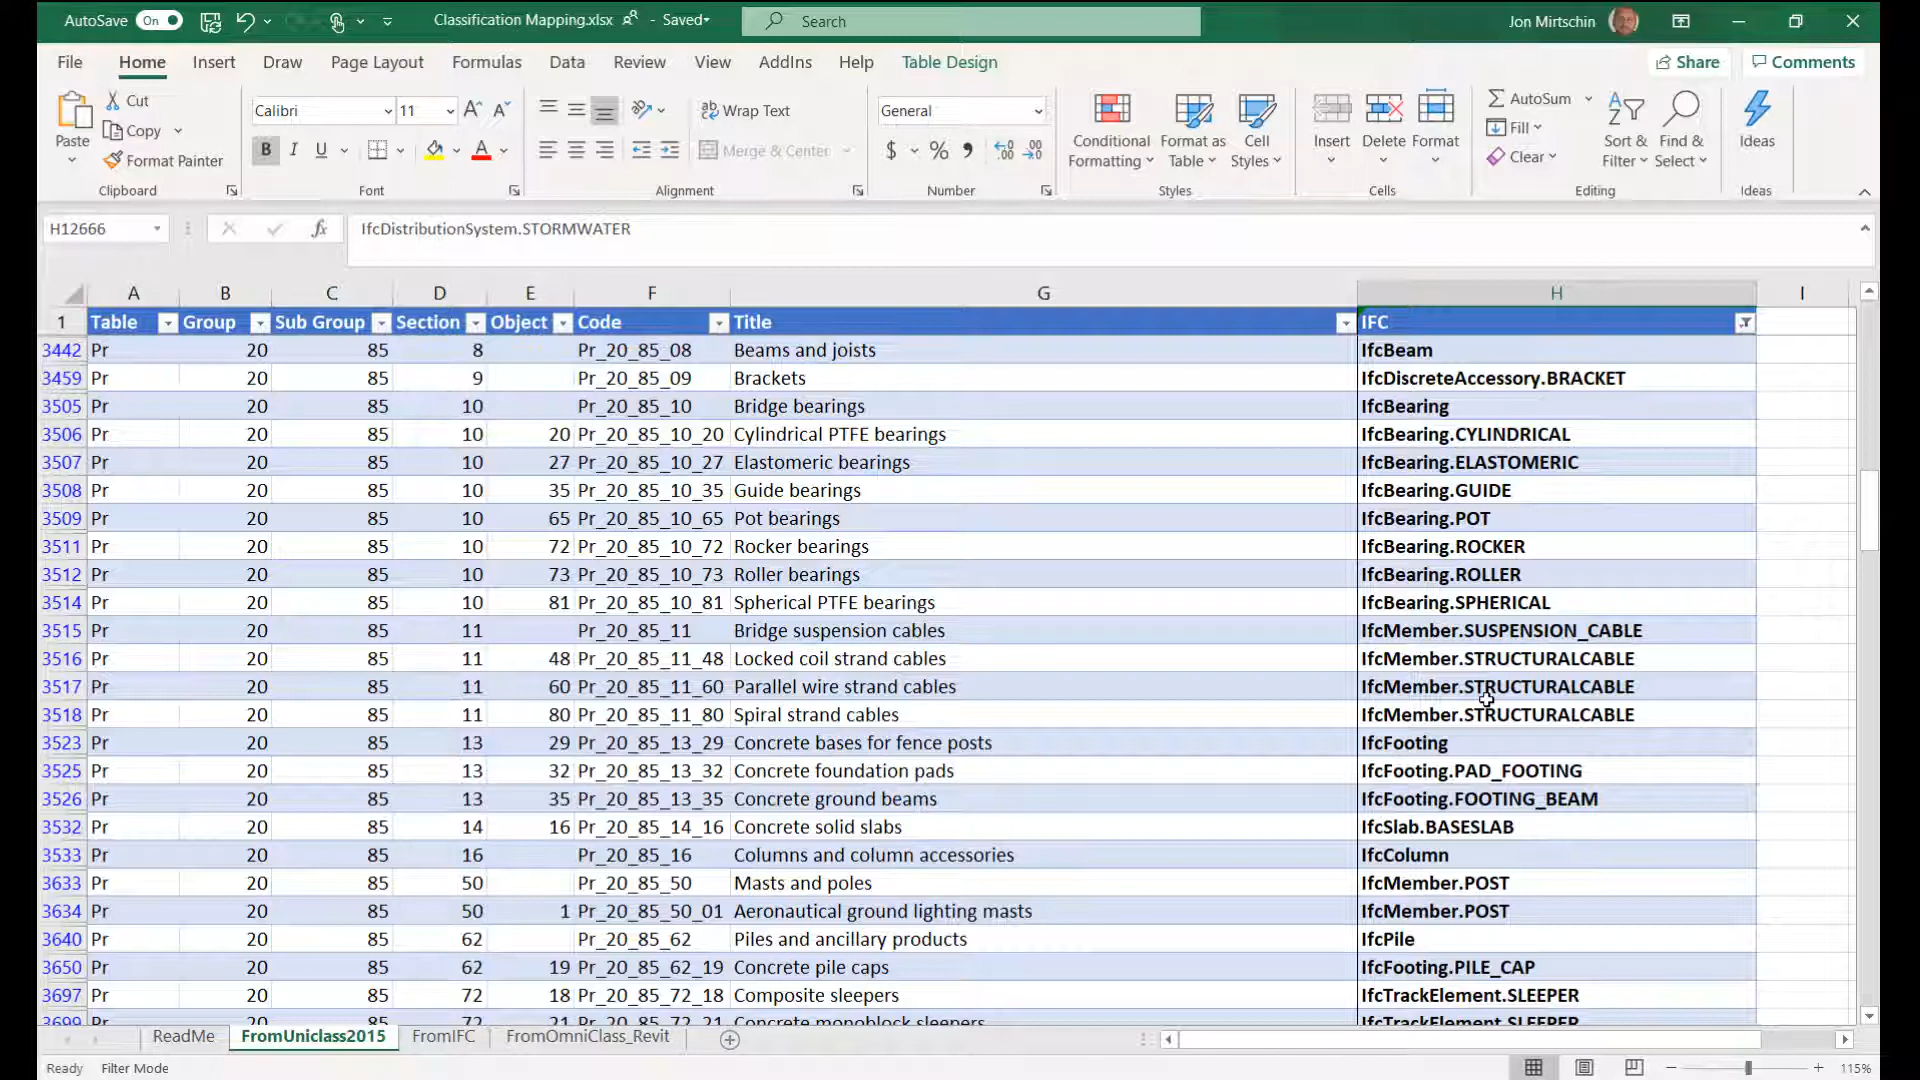 AutoSave On Classification Mapping.xlsx - Saved Search Jon Mirtschin
File Home Insert Draw Page Layout Formulas Data Review View AddIns Help Table Design Share Comments
Paste Cut Copy Format Painter
Clipboard
Calibri 11
B I U A
Font
Wrap Text
Merge & Center
Alignment
General
$ % ,
Number
Conditional Formatting Format as Table Cell Styles
Styles
Insert Delete Format
Cells
AutoSum Fill Clear Sort & Filter Find & Select
Editing
Ideas
Ideas
H12666 fx IfcDistributionSystem.STORMWATER
A B C D E F G H I
1 Table Group Sub Group Section Object Code Title IFC
3442 Pr 20 85 8 Pr_20_85_08 Beams and joists IfcBeam
3459 Pr 20 85 9 Pr_20_85_09 Brackets IfcDiscreteAccessory.BRACKET
3505 Pr 20 85 10 Pr_20_85_10 Bridge bearings IfcBearing
3506 Pr 20 85 10 20 Pr_20_85_10_20 Cylindrical PTFE bearings IfcBearing.CYLINDRICAL
3507 Pr 20 85 10 27 Pr_20_85_10_27 Elastomeric bearings IfcBearing.ELASTOMERIC
3508 Pr 20 85 10 35 Pr_20_85_10_35 Guide bearings IfcBearing.GUIDE
3509 Pr 20 85 10 65 Pr_20_85_10_65 Pot bearings IfcBearing.POT
3511 Pr 20 85 10 72 Pr_20_85_10_72 Rocker bearings IfcBearing.ROCKER
3512 Pr 20 85 10 73 Pr_20_85_10_73 Roller bearings IfcBearing.ROLLER
3514 Pr 20 85 10 81 Pr_20_85_10_81 Spherical PTFE bearings IfcBearing.SPHERICAL
3515 Pr 20 85 11 Pr_20_85_11 Bridge suspension cables IfcMember.SUSPENSION_CABLE
3516 Pr 20 85 11 48 Pr_20_85_11_48 Locked coil strand cables IfcMember.STRUCTURALCABLE
3517 Pr 20 85 11 60 Pr_20_85_11_60 Parallel wire strand cables IfcMember.STRUCTURALCABLE
3518 Pr 20 85 11 80 Pr_20_85_11_80 Spiral strand cables IfcMember.STRUCTURALCABLE
3523 Pr 20 85 13 29 Pr_20_85_13_29 Concrete bases for fence posts IfcFooting
3525 Pr 20 85 13 32 Pr_20_85_13_32 Concrete foundation pads IfcFooting.PAD_FOOTING
3526 Pr 20 85 13 35 Pr_20_85_13_35 Concrete ground beams IfcFooting.FOOTING_BEAM
3532 Pr 20 85 14 16 Pr_20_85_14_16 Concrete solid slabs IfcSlab.BASESLAB
3533 Pr 20 85 16 Pr_20_85_16 Columns and column accessories IfcColumn
3633 Pr 20 85 50 Pr_20_85_50 Masts and poles IfcMember.POST
3634 Pr 20 85 50 1 Pr_20_85_50_01 Aeronautical ground lighting masts IfcMember.POST
3640 Pr 20 85 62 Pr_20_85_62 Piles and ancillary products IfcPile
3650 Pr 20 85 62 19 Pr_20_85_62_19 Concrete pile caps IfcFooting.PILE_CAP
3697 Pr 20 85 72 18 Pr_20_85_72_18 Composite sleepers IfcTrackElement.SLEEPER
3699 Pr 20 85 72 21 Pr_20_85_72_21 Concrete monoblock sleepers IfcTrackElement.SLEEPER
ReadMe FromUniclass2015 FromIFC FromOmniClass_Revit
Ready Filter Mode 115%